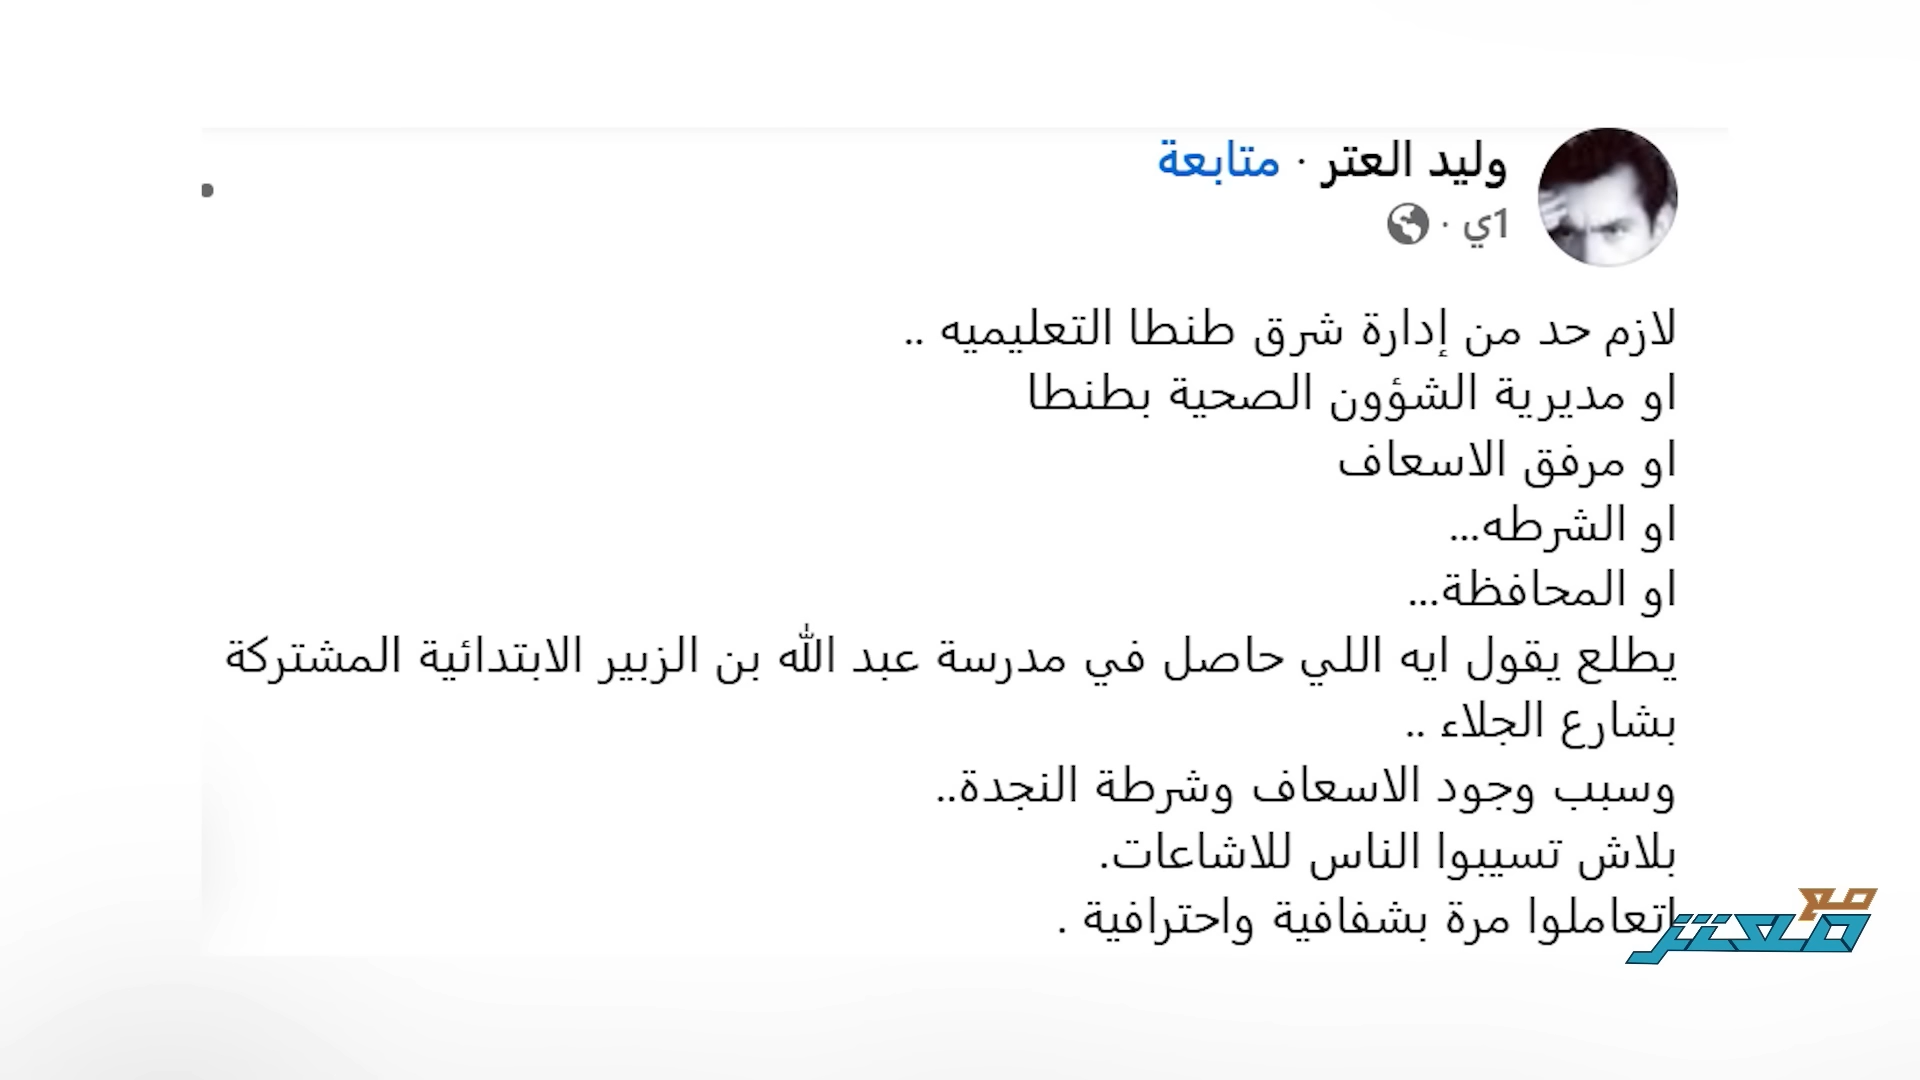 وليد العتر · متابعة
1ي ·
لازم حد من إدارة شرق طنطا التعليميه ..
او مديرية الشؤون الصحية بطنطا
او مرفق الاسعاف
او الشرطه...
او المحافظة...
يطلع يقول ايه اللي حاصل في مدرسة عبد الله بن الزبير الابتدائية المشتركة
بشارع الجلاء ..
وسبب وجود الاسعاف وشرطة النجدة..
بلاش تسيبوا الناس للاشاعات.
اتعاملوا مرة بشفافية واحترافية .
مع معتز